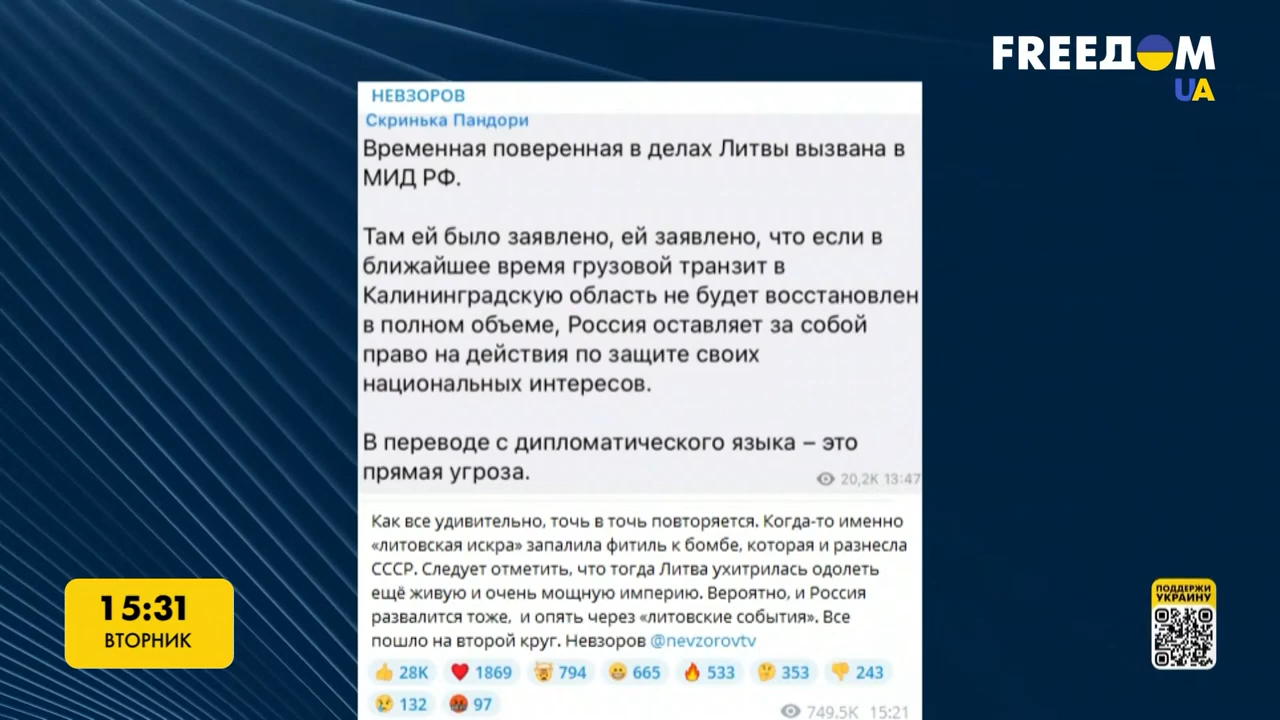 FREEДOM
UA
НЕВЗОРОВ
Скринька Пандори
Временная поверенная в делах Литвы вызвана в
МИД РФ.
Там ей было заявлено, ей заявлено, что если в
ближайшее время грузовой транзит в
Калининградскую область не будет восстановлен
в полном объеме, Россия оставляет за собой
право на действия по защите своих
национальных интересов.
В переводе с дипломатического языка – это
прямая угроза.
20,2K 13:47
Как все удивительно, точь в точь повторяется. Когда-то именно
«литовская искра» запалила фитиль к бомбе, которая и разнесла
СССР. Следует отметить, что тогда Литва ухитрилась одолеть
ещё живую и очень мощную империю. Вероятно, и Россия
развалится тоже, и опять через «литовские события». Все
пошло на второй круг. Невзоров @nevzorovtv
👍 28K ❤️ 1869 🤯 794 😁 665 🔥 533 🤔 353 👎 243
😢 132 🤬 97
749.5K 15:21
15:31
ВТОРНИК
ПОДДЕРЖИ
УКРАИНУ